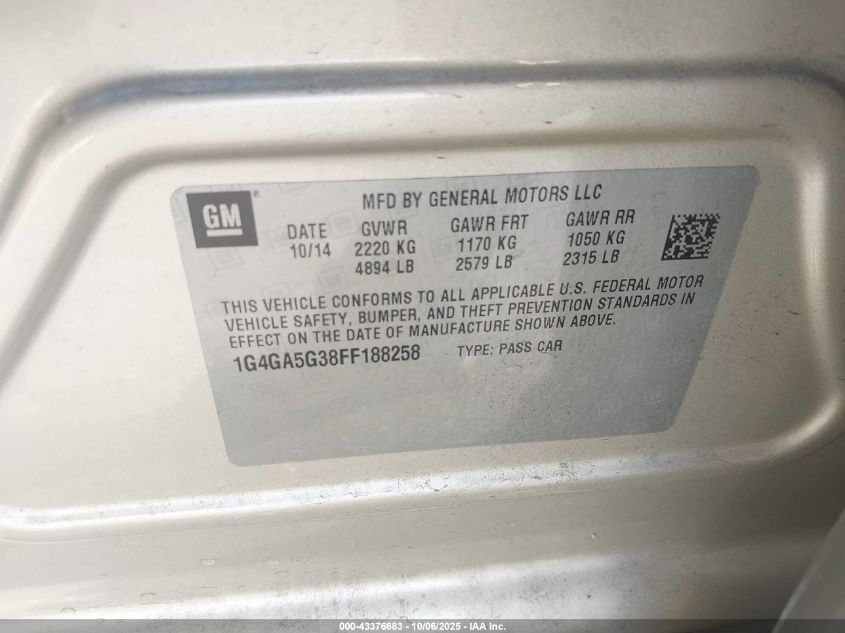 GM
MFD BY GENERAL MOTORS LLC
DATE GVWR GAWR FRT GAWR RR
10/14 2220 KG 1170 KG 1050 KG
4894 LB 2579 LB 2315 LB
THIS VEHICLE CONFORMS TO ALL APPLICABLE U.S. FEDERAL MOTOR
VEHICLE SAFETY, BUMPER, AND THEFT PREVENTION STANDARDS IN
EFFECT ON THE DATE OF MANUFACTURE SHOWN ABOVE.
1G4GA5G38FF188258 TYPE: PASS CAR
000-43376683 - 10/06/2025 - IAA Inc.